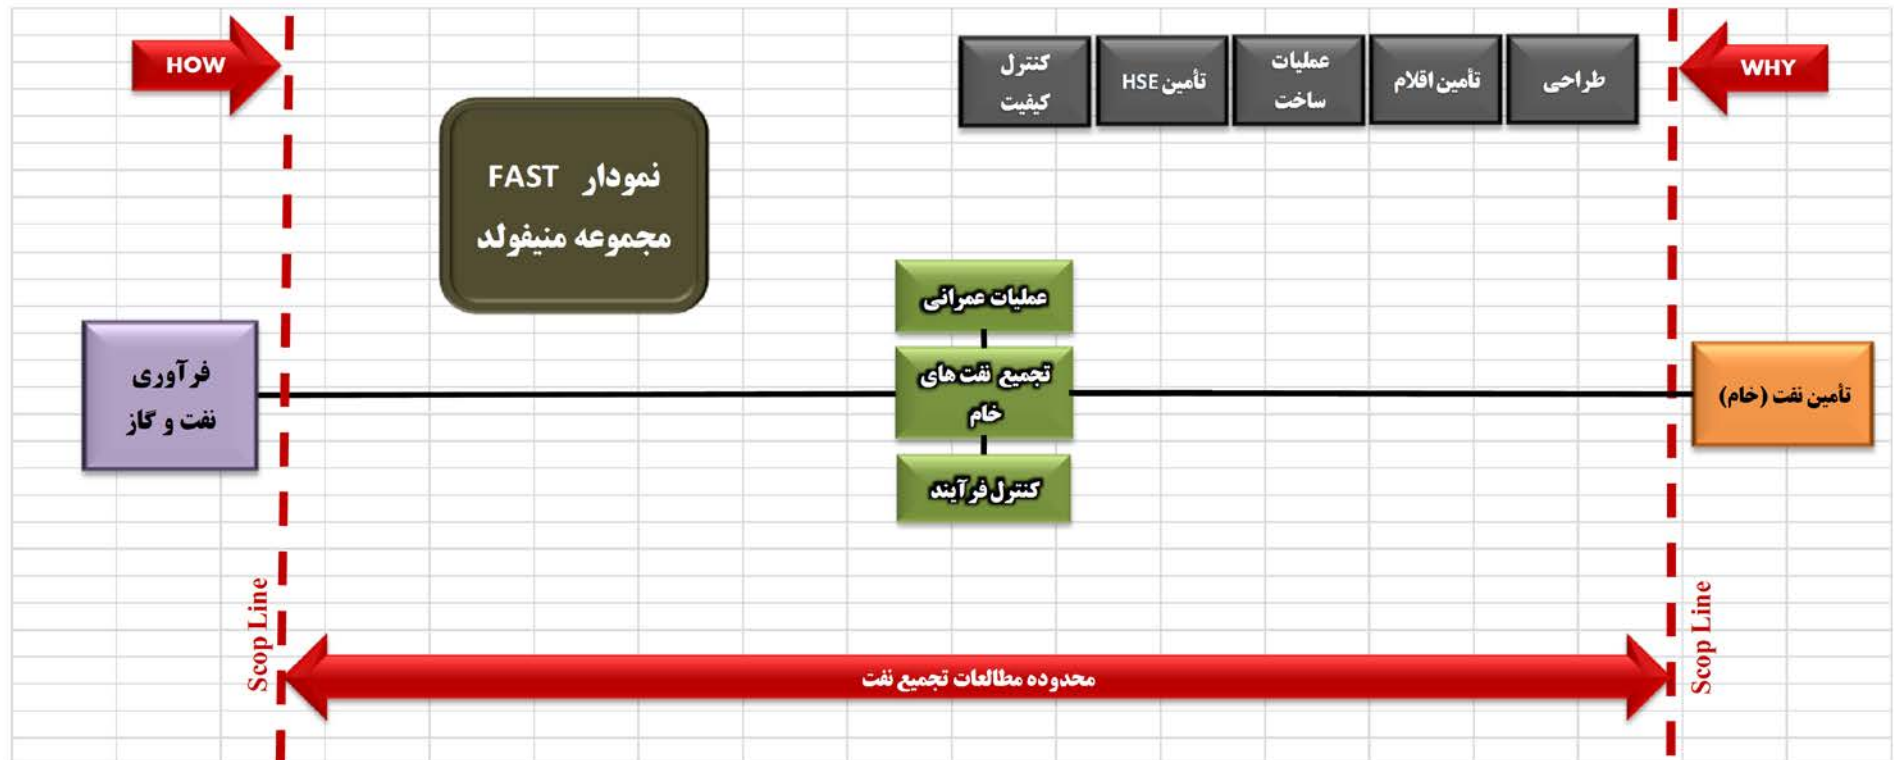 HOW
WHY
طراحی
تأمین اقلام
عملیات
ساخت
تأمین HSE
کنترل
کیفیت
نمودار FAST
مجموعه منیفولد
عملیات عمرانی
تجمیع نفت های
خام
کنترل فرآیند
تأمین نفت (خام)
فرآوری
نفت و گاز
Scop Line
Scop Line
محدوده مطالعات تجمیع نفت